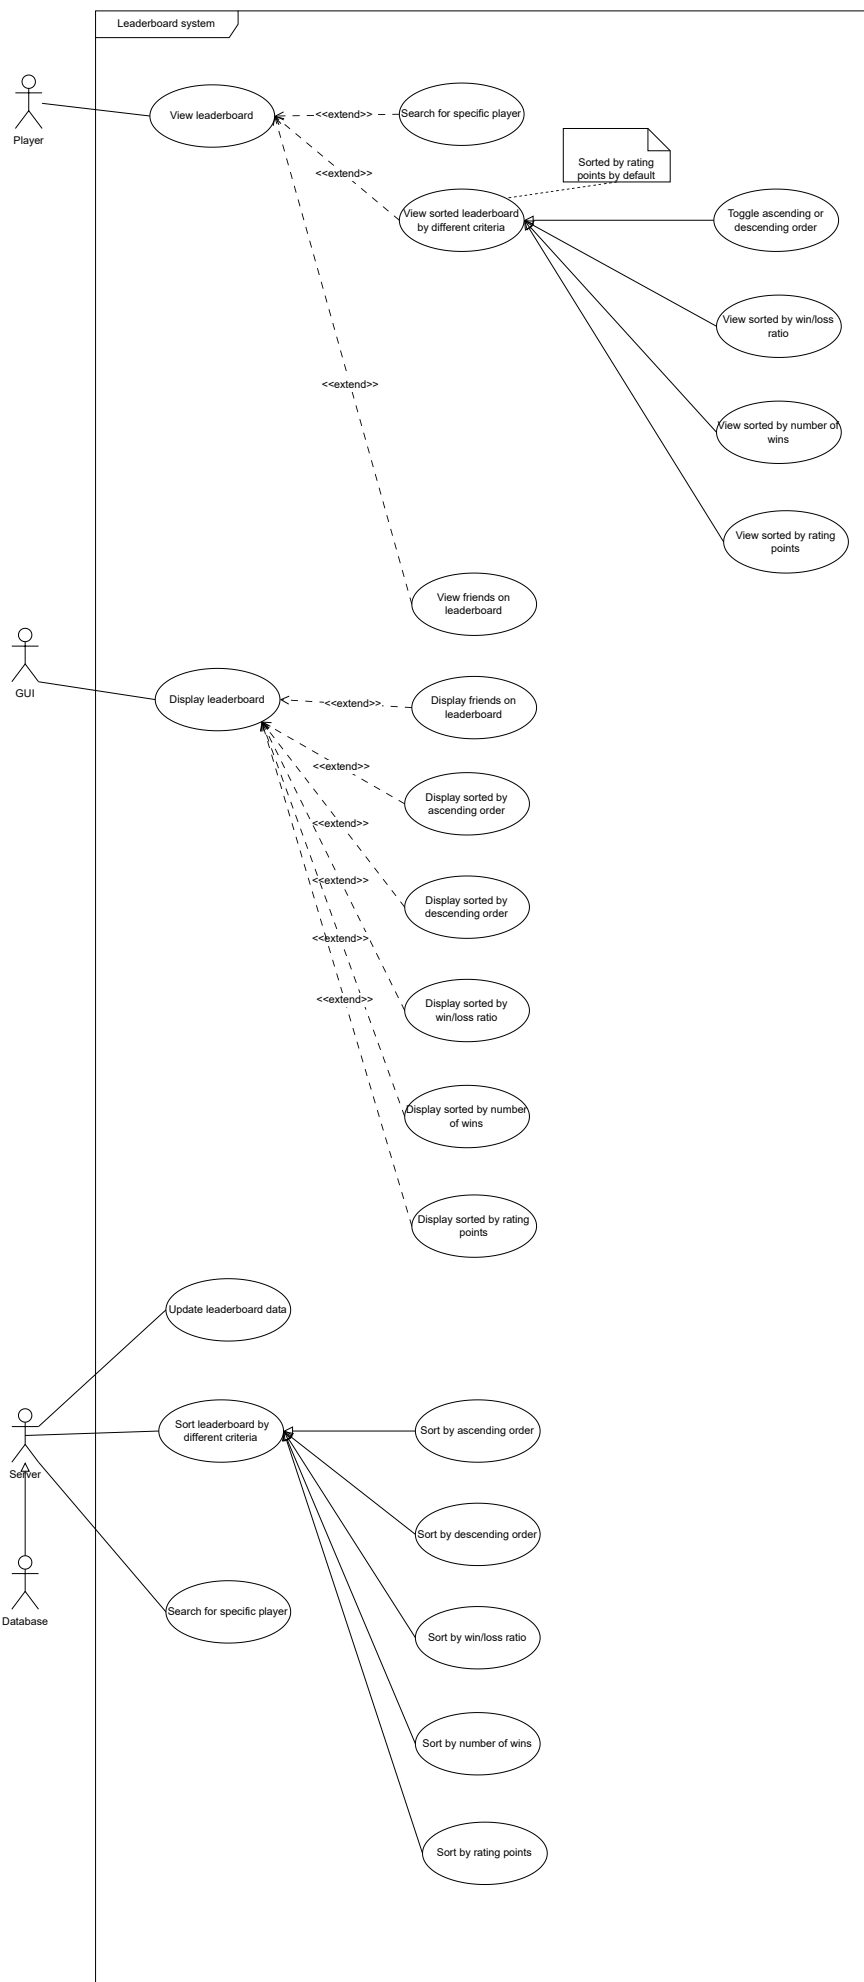 Leaderboard system
Player
View leaderboard
<<extend>>
Search for specific player
Sorted by rating
points by default
<<extend>>
View sorted leaderboard
by different criteria
Toggle ascending or
descending order
View sorted by win/loss
ratio
<<extend>>
View sorted by number of
wins
View sorted by rating
points
View friends on
leaderboard
GUI
Display leaderboard
<<extend>>
Display friends on
leaderboard
<<extend>>
Display sorted by
ascending order
<<extend>>
Display sorted by
descending order
<<extend>>
<<extend>>
Display sorted by
win/loss ratio
<<extend>>
Display sorted by number
of wins
Display sorted by rating
points
Update leaderboard data
Server
Sort leaderboard by
different criteria
Sort by ascending order
Sort by descending order
Database
Search for specific player
Sort by win/loss ratio
Sort by number of wins
Sort by rating points